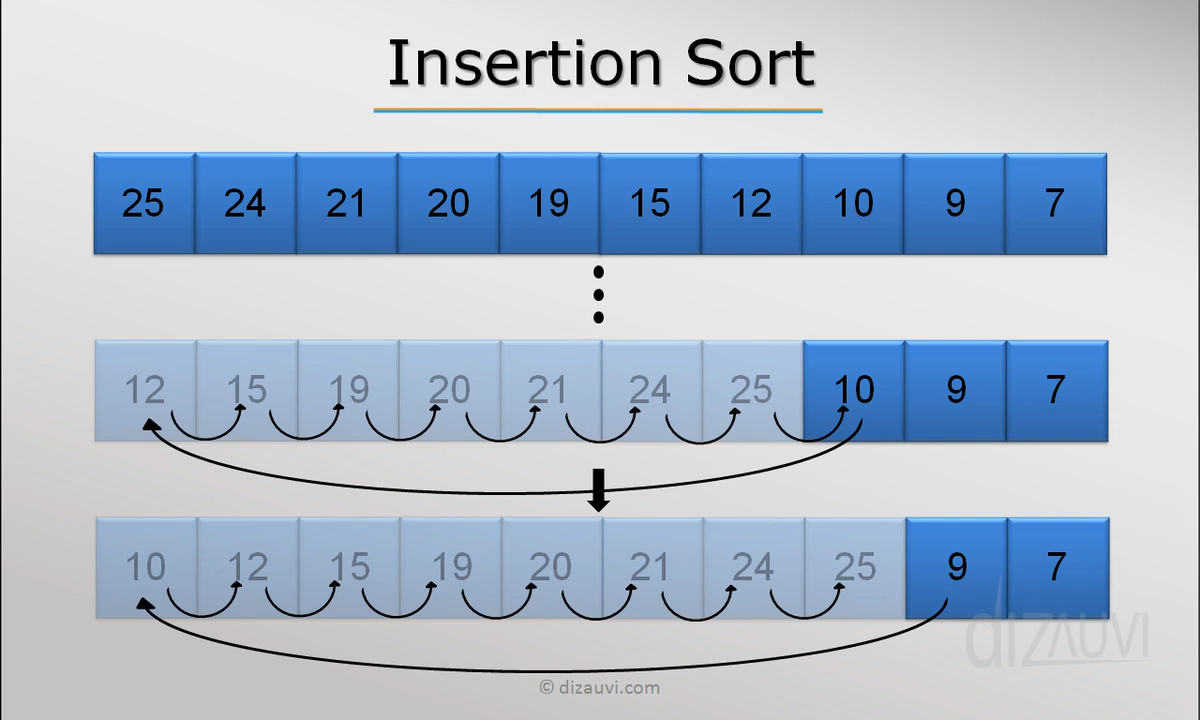 Insertion Sort
25 24 21 20 19 15 12 10 9 7
12 15 19 20 21 24 25 10 9 7
10 12 15 19 20 21 24 25 9 7
dizauvi
© dizauvi.com